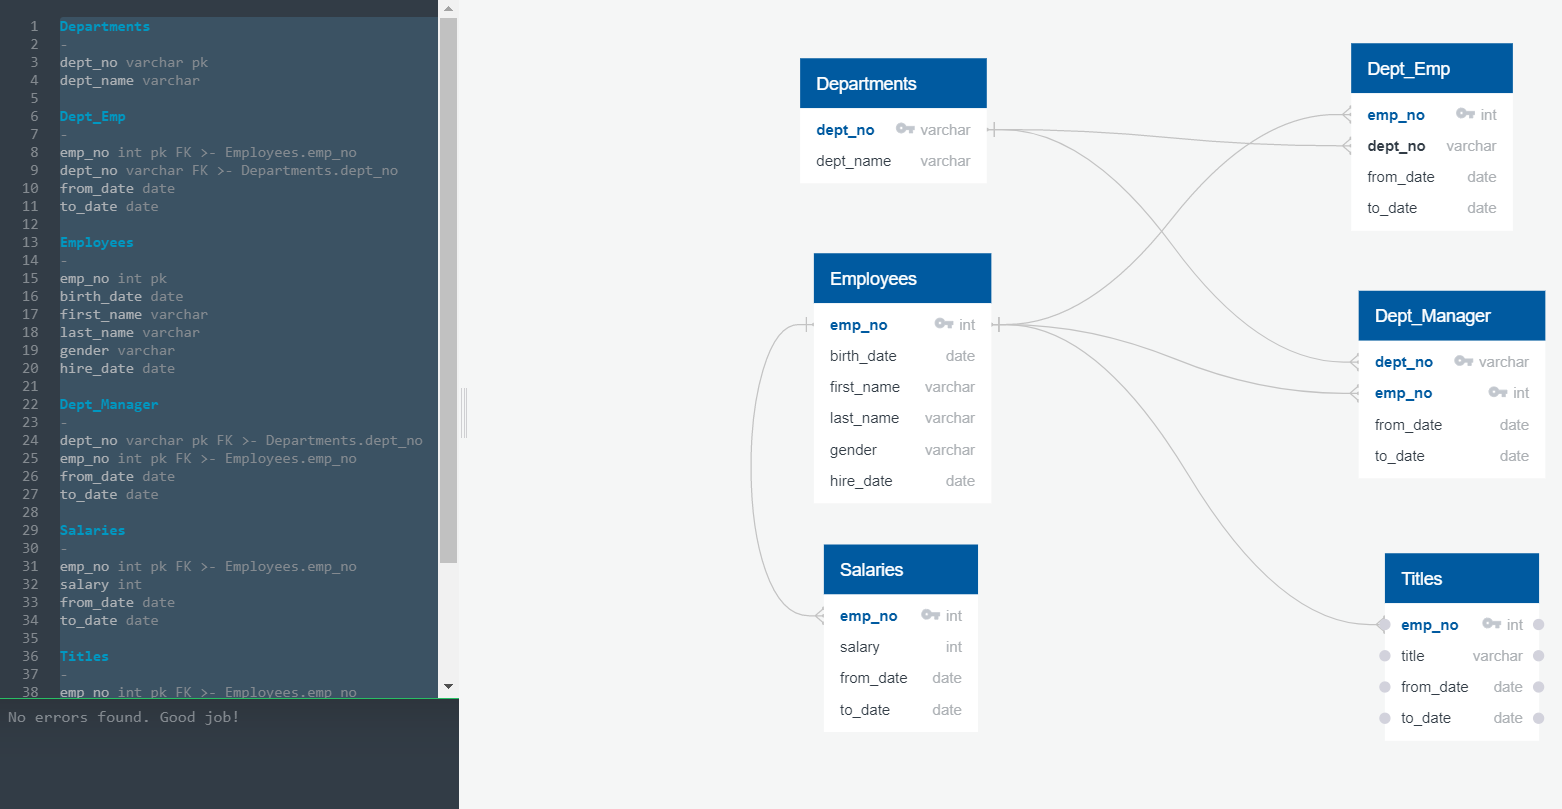 1 Departments
2 -
3 dept_no varchar pk
4 dept_name varchar
5
6 Dept_Emp
7 -
8 emp_no int pk FK >- Employees.emp_no
9 dept_no varchar FK >- Departments.dept_no
10 from_date date
11 to_date date
12
13 Employees
14 -
15 emp_no int pk
16 birth_date date
17 first_name varchar
18 last_name varchar
19 gender varchar
20 hire_date date
21
22 Dept_Manager
23 -
24 dept_no varchar pk FK >- Departments.dept_no
25 emp_no int pk FK >- Employees.emp_no
26 from_date date
27 to_date date
28
29 Salaries
30 -
31 emp_no int pk FK >- Employees.emp_no
32 salary int
33 from_date date
34 to_date date
35
36 Titles
37 -
38 emp_no int pk FK >- Employees.emp_no
No errors found. Good job!
Departments
dept_no varchar
dept_name varchar
Employees
emp_no int
birth_date date
first_name varchar
last_name varchar
gender varchar
hire_date date
Salaries
emp_no int
salary int
from_date date
to_date date
Dept_Emp
emp_no int
dept_no varchar
from_date date
to_date date
Dept_Manager
dept_no varchar
emp_no int
from_date date
to_date date
Titles
emp_no int
title varchar
from_date date
to_date date